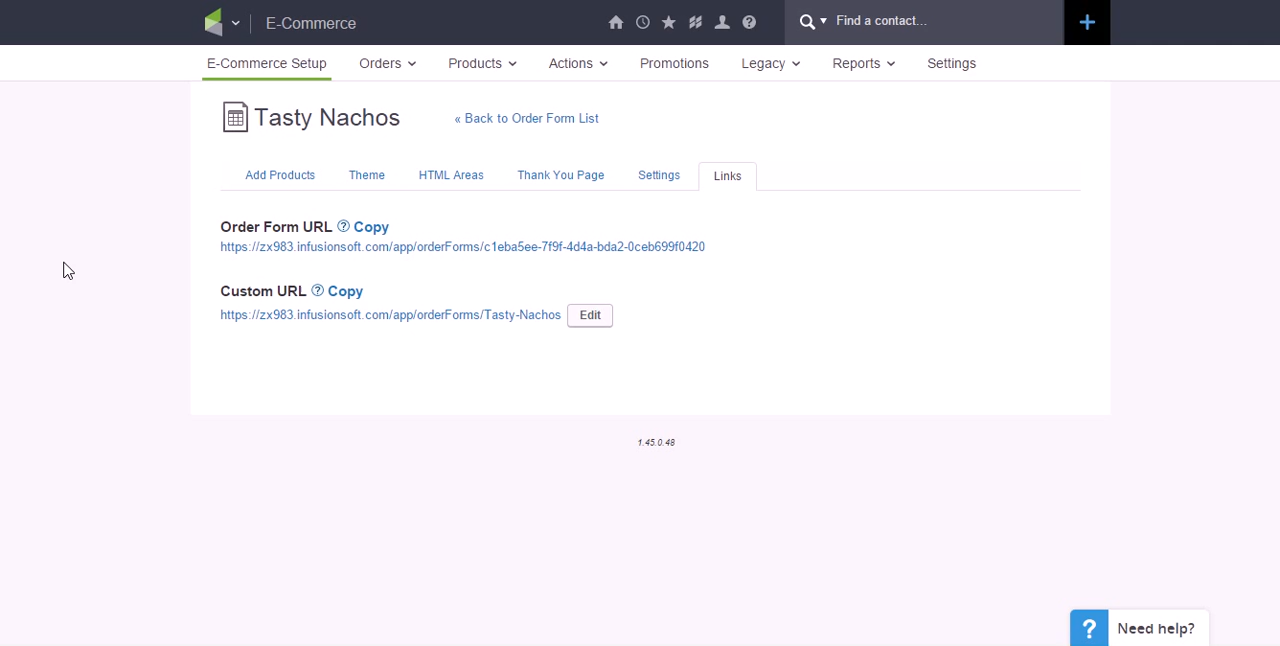 E-Commerce
Find a contact...
E-Commerce Setup Orders Products Actions Promotions Legacy Reports Settings
Tasty Nachos « Back to Order Form List
Add Products Theme HTML Areas Thank You Page Settings Links
Order Form URL ? Copy
https://zx983.infusionsoft.com/app/orderForms/c1eba5ee-7f9f-4d4a-bda2-0ceb699f0420
Custom URL ? Copy
https://zx983.infusionsoft.com/app/orderForms/Tasty-Nachos Edit
1.45.0.48
? Need help?